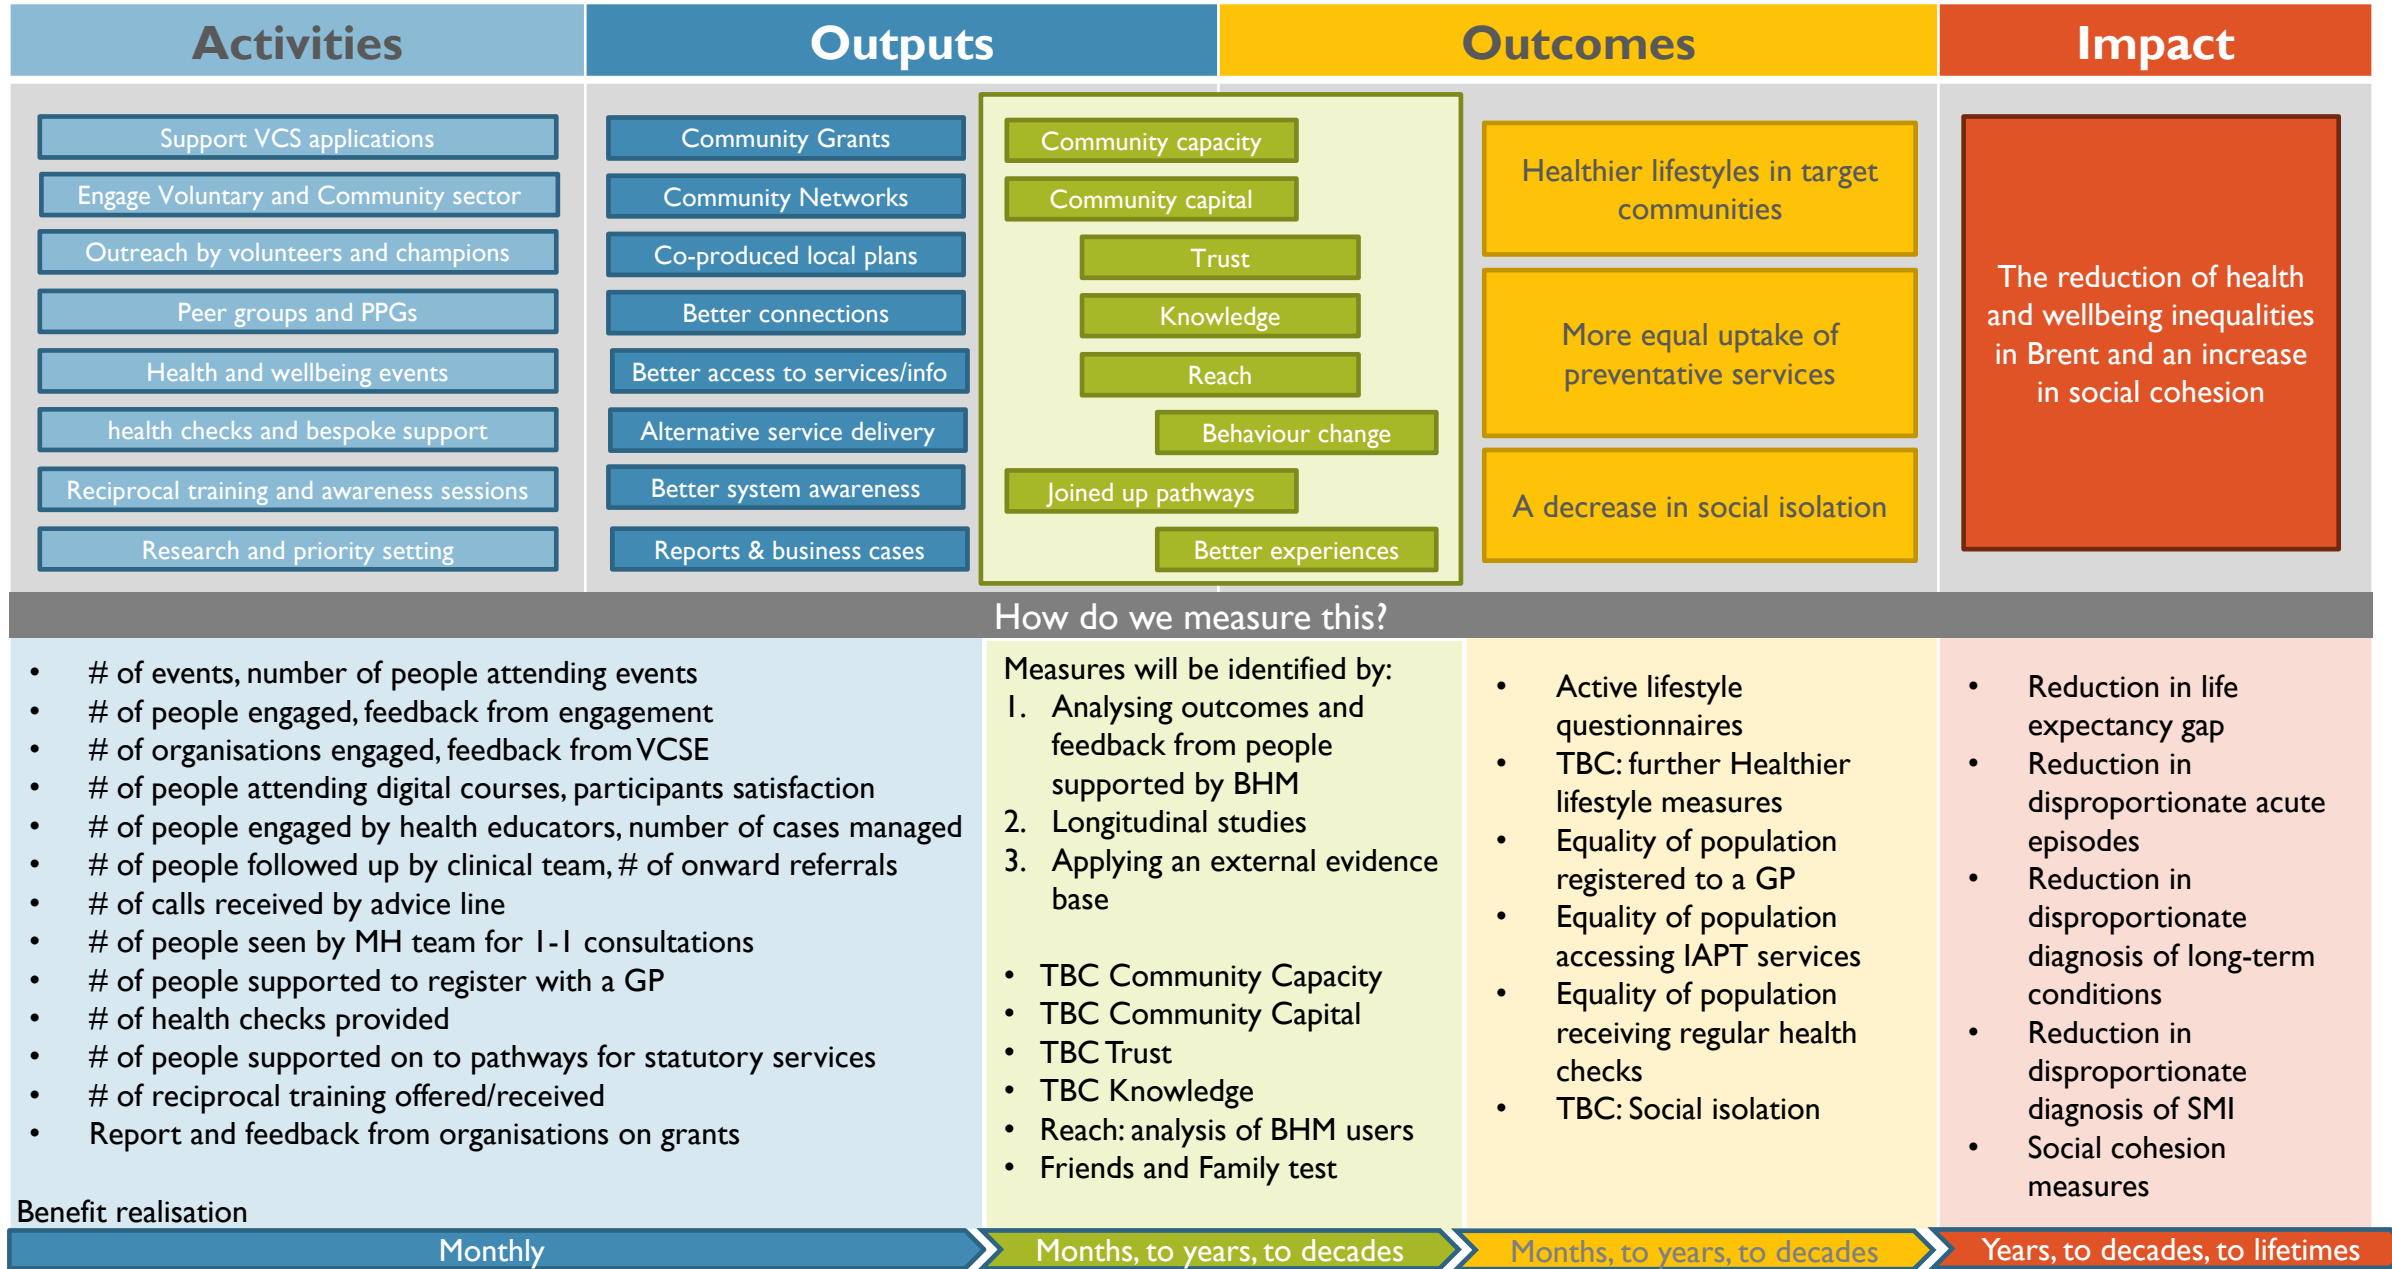 Activities
Outputs
Outcomes
Impact
Support VCS applications
Engage Voluntary and Community sector
Outreach by volunteers and champions
Peer groups and PPGs
Health and wellbeing events
health checks and bespoke support
Reciprocal training and awareness sessions
Research and priority setting
Community Grants
Community Networks
Co-produced local plans
Better connections
Better access to services/info
Alternative service delivery
Better system awareness
Reports & business cases
Community capacity
Community capital
Trust
Knowledge
Reach
Behaviour change
Joined up pathways
Better experiences
Healthier lifestyles in target
communities
More equal uptake of
preventative services
A decrease in social isolation
The reduction of health
and wellbeing inequalities
in Brent and an increase
in social cohesion
How do we measure this?
• # of events, number of people attending events
• # of people engaged, feedback from engagement
• # of organisations engaged, feedback from VCSE
• # of people attending digital courses, participants satisfaction
• # of people engaged by health educators, number of cases managed
• # of people followed up by clinical team, # of onward referrals
• # of calls received by advice line
• # of people seen by MH team for 1-1 consultations
• # of people supported to register with a GP
• # of health checks provided
• # of people supported on to pathways for statutory services
• # of reciprocal training offered/received
• Report and feedback from organisations on grants
Benefit realisation
Measures will be identified by:
1. Analysing outcomes and
feedback from people
supported by BHM
2. Longitudinal studies
3. Applying an external evidence
base
• TBC Community Capacity
• TBC Community Capital
• TBC Trust
• TBC Knowledge
• Reach: analysis of BHM users
• Friends and Family test
• Active lifestyle
questionnaires
• TBC: further Healthier
lifestyle measures
• Equality of population
registered to a GP
• Equality of population
accessing IAPT services
• Equality of population
receiving regular health
checks
• TBC: Social isolation
• Reduction in life
expectancy gap
• Reduction in
disproportionate acute
episodes
• Reduction in
disproportionate
diagnosis of long-term
conditions
• Reduction in
disproportionate
diagnosis of SMI
• Social cohesion
measures
Monthly
Months, to years, to decades
Months, to years, to decades
Years, to decades, to lifetimes